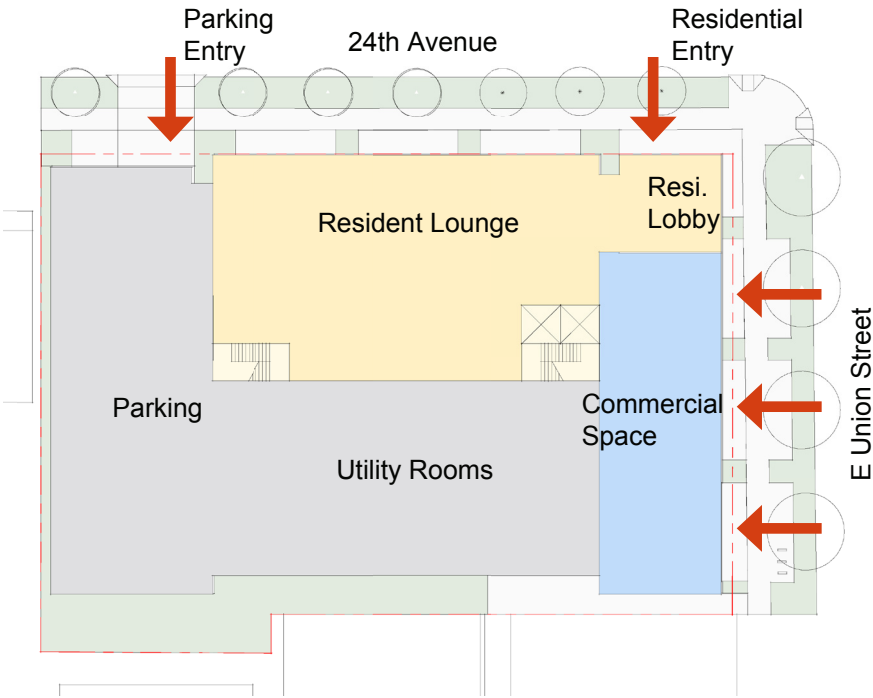 Parking
Entry
24th Avenue
Residential
Entry
Resident Lounge
Resi.
Lobby
Parking
Commercial
Space
Utility Rooms
E Union Street